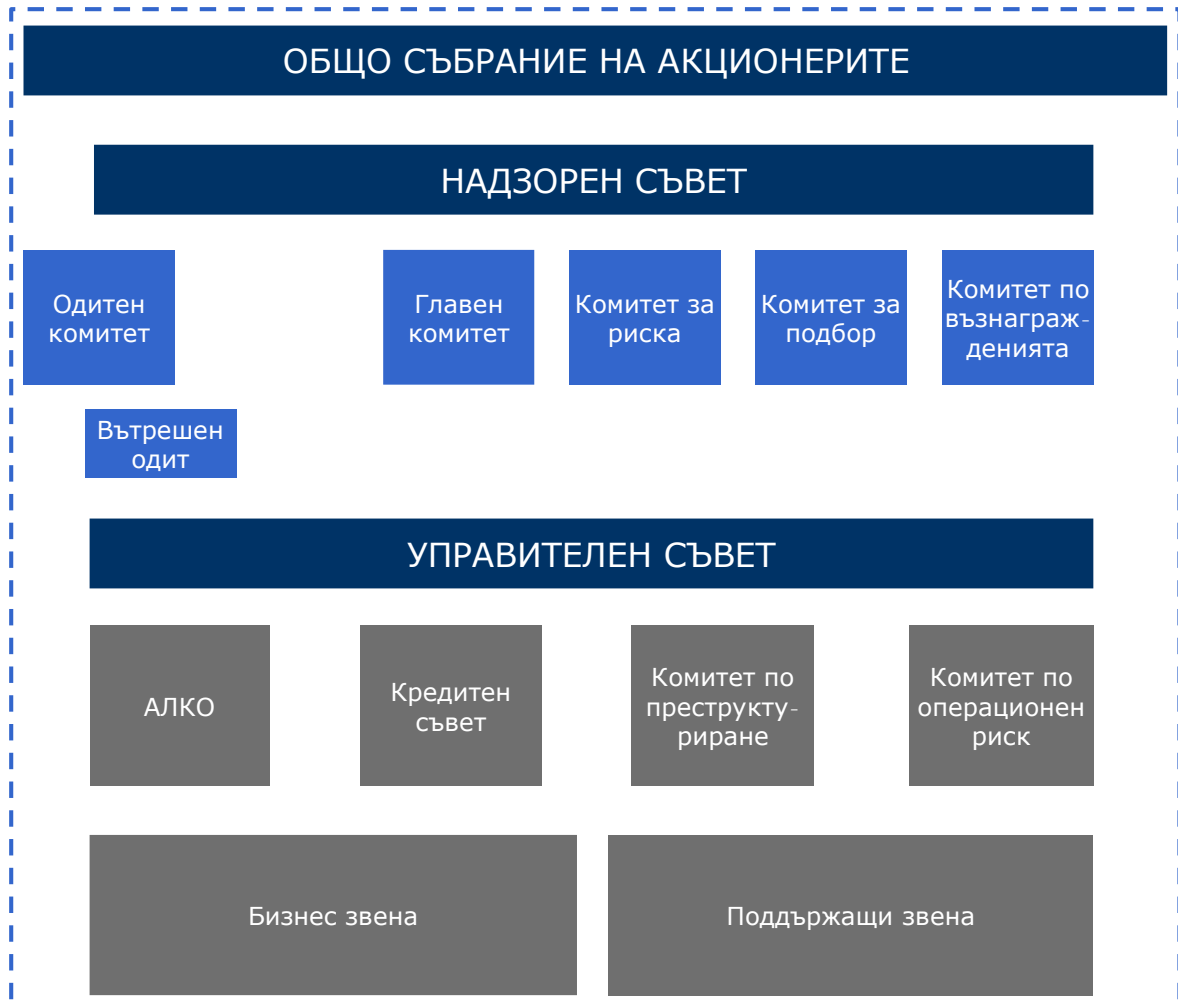 ОБЩО СЪБРАНИЕ НА АКЦИОНЕРИТЕ
НАДЗОРЕН СЪВЕТ
Одитен
комитет
Главен
комитет
Комитет за
риска
Комитет за
подбор
Комитет по
възнаграж-
денията
Вътрешен
одит
УПРАВИТЕЛЕН СЪВЕТ
АЛКО
Кредитен
съвет
Комитет по
преструкту-
риране
Комитет по
операционен
риск
Бизнес звена
Поддържащи звена